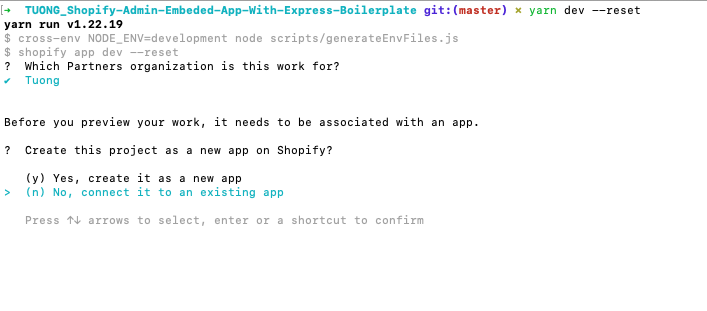 [➜ TUONG_Shopify-Admin-Embeded-App-With-Express-Boilerplate git:(master) ✗ yarn dev --reset
yarn run v1.22.19
$ cross-env NODE_ENV=development node scripts/generateEnvFiles.js
$ shopify app dev --reset
? Which Partners organization is this work for?
✔ Tuong
Before you preview your work, it needs to be associated with an app.
? Create this project as a new app on Shopify?
(y) Yes, create it as a new app
> (n) No, connect it to an existing app
Press ↑↓ arrows to select, enter or a shortcut to confirm